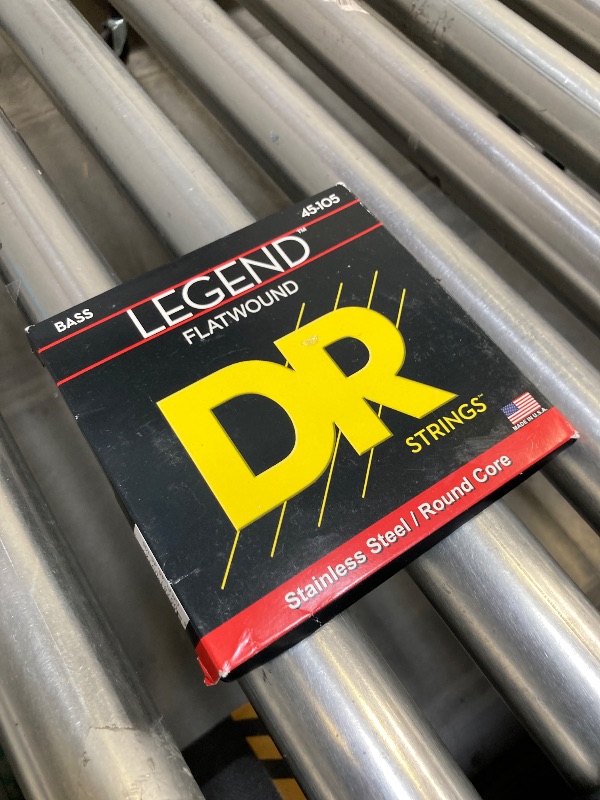 BASS
45-105
LEGEND™
FLATWOUND
DR
STRINGS™
MADE IN U.S.A.
Stainless Steel / Round Core